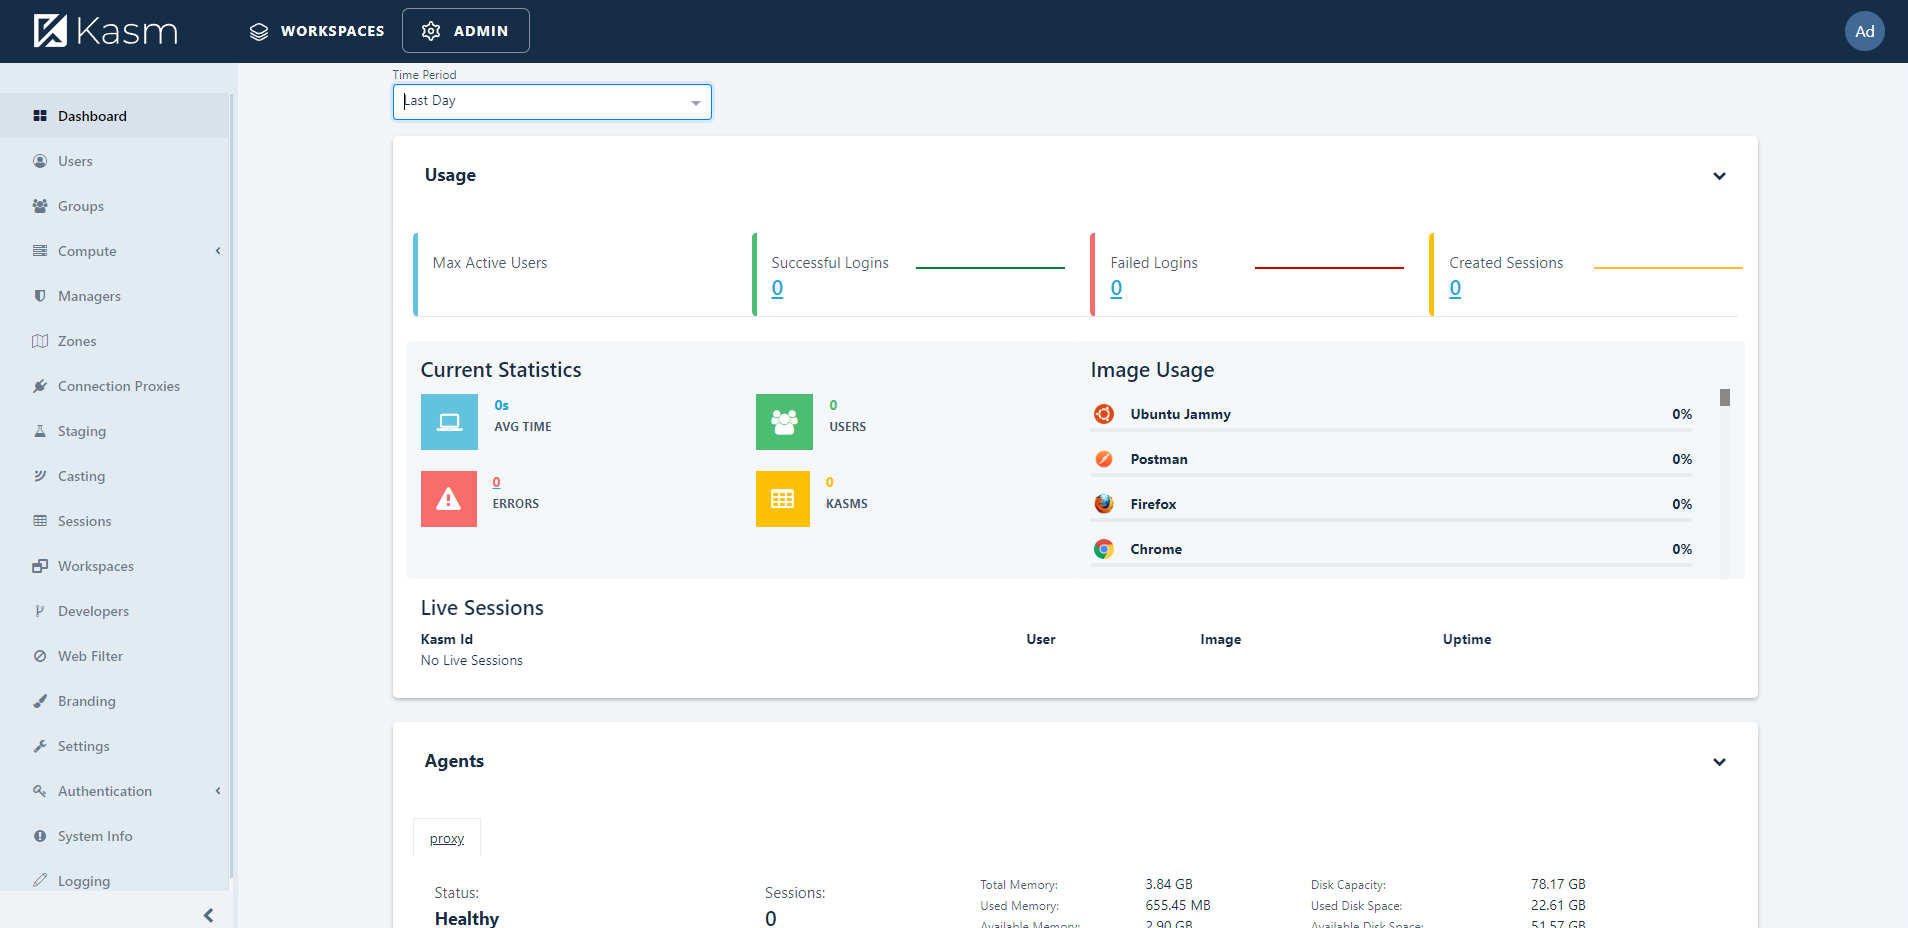 Kasm
WORKSPACES
ADMIN
Ad
Time Period
Last Day
Dashboard
Users
Groups
Compute
Managers
Zones
Connection Proxies
Staging
Casting
Sessions
Workspaces
Developers
Web Filter
Branding
Settings
Authentication
System Info
Logging
Usage
Max Active Users
Successful Logins
0
Failed Logins
0
Created Sessions
0
Current Statistics
0s
AVG TIME
0
USERS
0
ERRORS
0
KASMS
Image Usage
Ubuntu Jammy 0%
Postman 0%
Firefox 0%
Chrome 0%
Live Sessions
Kasm Id User Image Uptime
No Live Sessions
Agents
proxy
Status:
Healthy
Sessions:
0
Total Memory: 3.84 GB
Used Memory: 655.45 MB
Available Memory: 2.90 GB
Disk Capacity: 78.17 GB
Used Disk Space: 22.61 GB
Available Disk Space: 51.57 GB